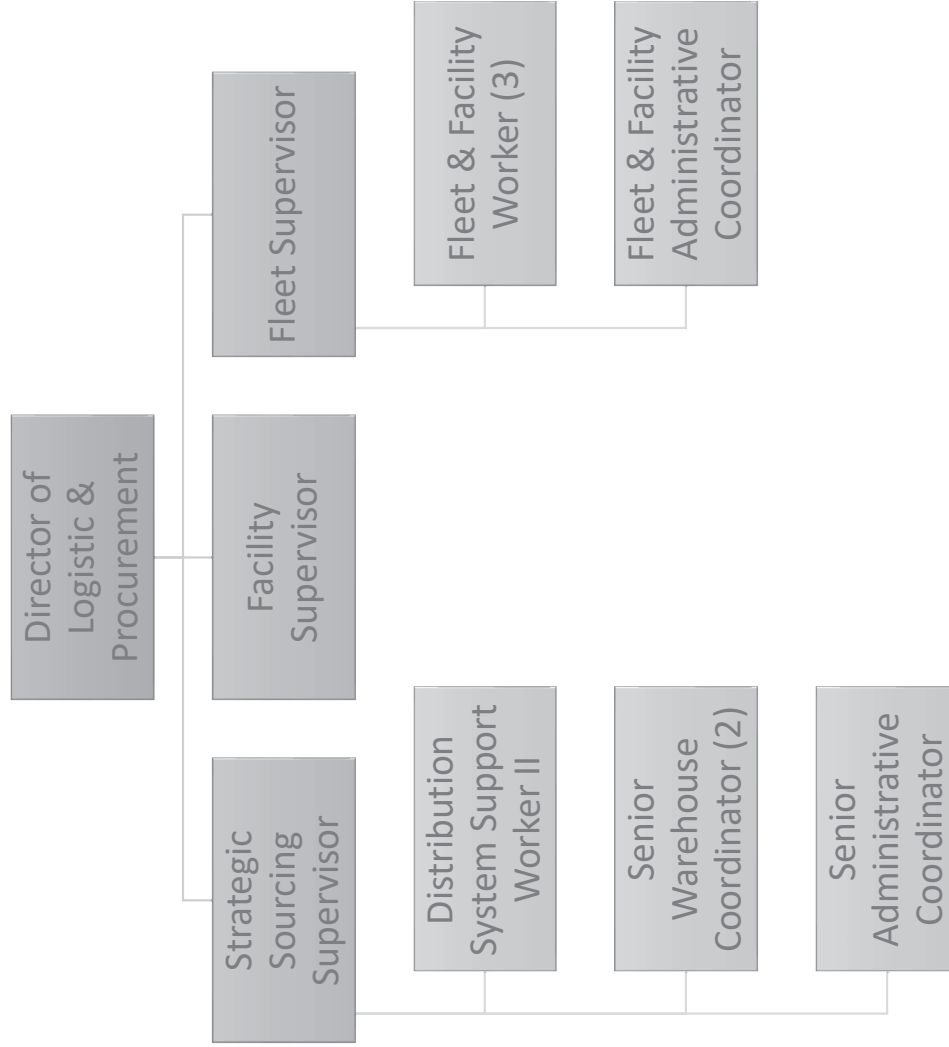 Director of
Logistic &
Procurement
Strategic
Sourcing
Supervisor
Distribution
System Support
Worker II
Senior
Warehouse
Coordinator (2)
Senior
Administrative
Coordinator
Facility
Supervisor
Fleet Supervisor
Fleet & Facility
Worker (3)
Fleet & Facility
Administrative
Coordinator